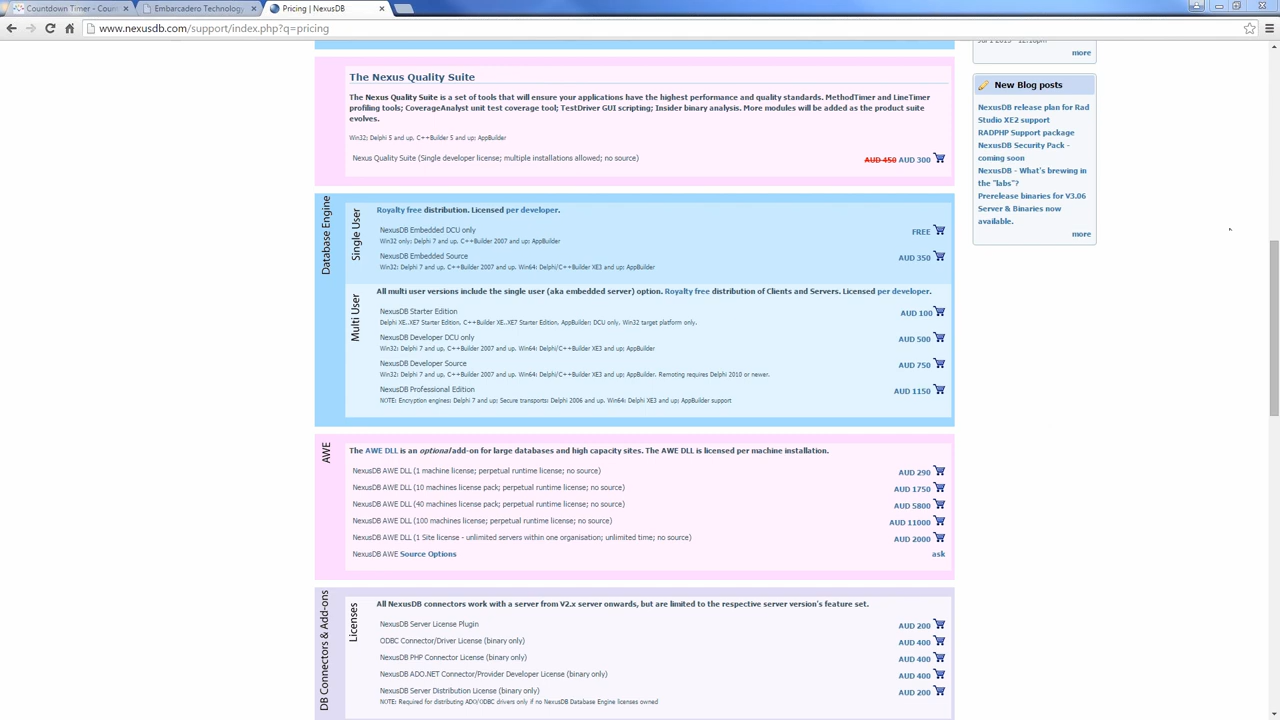 Countdown Timer - Count
Embarcadero Technology
Pricing | NexusDB
www.nexusdb.com/support/index.php?q=pricing
more
The Nexus Quality Suite
The Nexus Quality Suite is a set of tools that will ensure your applications have the highest performance and quality standards. MethodTimer and LineTimer
profiling tools; CoverageAnalyst unit test coverage tool; TestDriver GUI scripting; Insider binary analysis. More modules will be added as the product suite
evolves.
Win32: Delphi 5 and up, C++Builder 5 and up; AppBuilder
Nexus Quality Suite (Single developer license; multiple installations allowed; no source) AUD 450 AUD 300
New Blog posts
NexusDB release plan for Rad
Studio XE2 support
RADPHP Support package
NexusDB Security Pack -
coming soon
NexusDB - What's brewing in
the "labs"?
Prerelease binaries for V3.06
Server & Binaries now
available.
more
Database Engine
Single User
Royalty free distribution. Licensed per developer.
NexusDB Embedded DCU only FREE
Win32 only: Delphi 7 and up, C++Builder 2007 and up; AppBuilder
NexusDB Embedded Source AUD 350
Win32: Delphi 7 and up, C++Builder 2007 and up. Win64: Delphi/C++Builder XE3 and up; AppBuilder
Multi User
All multi user versions include the single user (aka embedded server) option. Royalty free distribution of Clients and Servers. Licensed per developer.
NexusDB Starter Edition AUD 100
Delphi XE..XE7 Starter Edition, C++Builder XE..XE7 Starter Edition, AppBuilder; DCU only, Win32 target platform only.
NexusDB Developer DCU only AUD 500
Win32: Delphi 7 and up, C++Builder 2007 and up. Win64: Delphi/C++Builder XE3 and up; AppBuilder
NexusDB Developer Source AUD 750
Win32: Delphi 7 and up, C++Builder 2007 and up. Win64: Delphi/C++Builder XE3 and up; AppBuilder. Remoting requires Delphi 2010 or newer.
NexusDB Professional Edition AUD 1150
NOTE: Encryption engines: Delphi 7 and up; Secure transports: Delphi 2006 and up. Win64: Delphi XE3 and up; AppBuilder support
AWE
The AWE DLL is an optional add-on for large databases and high capacity sites. The AWE DLL is licensed per machine installation.
NexusDB AWE DLL (1 machine license; perpetual runtime license; no source) AUD 290
NexusDB AWE DLL (10 machines license pack; perpetual runtime license; no source) AUD 1750
NexusDB AWE DLL (40 machines license pack; perpetual runtime license; no source) AUD 5800
NexusDB AWE DLL (100 machines license; perpetual runtime license; no source) AUD 11000
NexusDB AWE DLL (1 Site license - unlimited servers within one organisation; unlimited time; no source) AUD 2000
NexusDB AWE Source Options ask
DB Connectors & Add-ons
Licenses
All NexusDB connectors work with a server from V2.x server onwards, but are limited to the respective server version's feature set.
NexusDB Server License Plugin AUD 200
ODBC Connector/Driver License (binary only) AUD 400
NexusDB PHP Connector License (binary only) AUD 400
NexusDB ADO.NET Connector/Provider Developer License (binary only) AUD 400
NexusDB Server Distribution License (binary only) AUD 200
NOTE: Required for distributing ADO/ODBC drivers only if no NexusDB Database Engine licenses owned